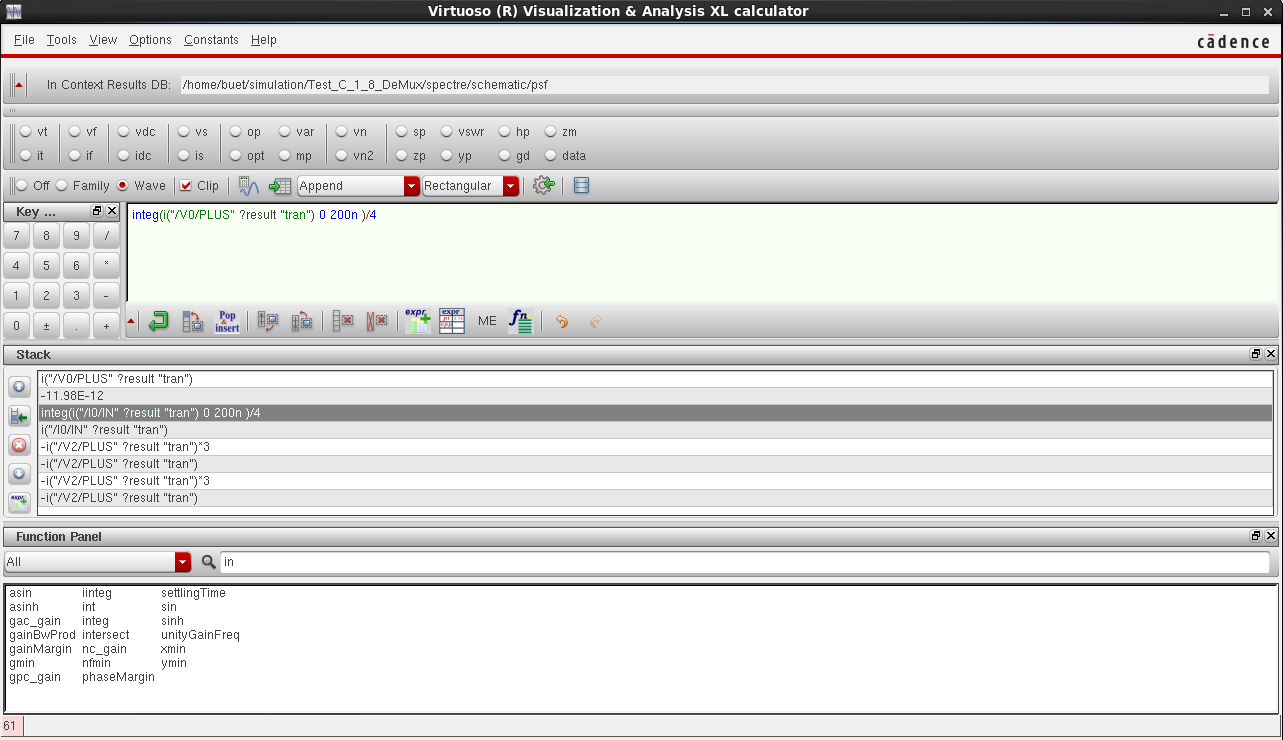 Virtuoso (R) Visualization & Analysis XL calculator
File Tools View Options Constants Help
cādence
In Context Results DB: /home/buet/simulation/Test_C_1_8_DeMux/spectre/schematic/psf
vt vf vdc vs op var vn sp vswr hp zm
it if idc is opt mp vn2 zp yp gd data
Off Family Wave Clip Append Rectangular
Key ...
integ(i("/V0/PLUS" ?result "tran") 0 200n )/4
7 8 9 /
4 5 6 *
1 2 3 -
0 ± . +
Pop & insert
expr
expr
ME
fn
Stack
i("/V0/PLUS" ?result "tran")
-11.98E-12
integ(i("/I0/IN" ?result "tran") 0 200n )/4
i("/I0/IN" ?result "tran")
-i("/V2/PLUS" ?result "tran")*3
-i("/V2/PLUS" ?result "tran")
-i("/V2/PLUS" ?result "tran")*3
-i("/V2/PLUS" ?result "tran")
expr
Function Panel
All in
asin iinteg settlingTime
asinh int sin
gac_gain integ sinh
gainBwProd intersect unityGainFreq
gainMargin nc_gain xmin
gmin nfmin ymin
gpc_gain phaseMargin
61